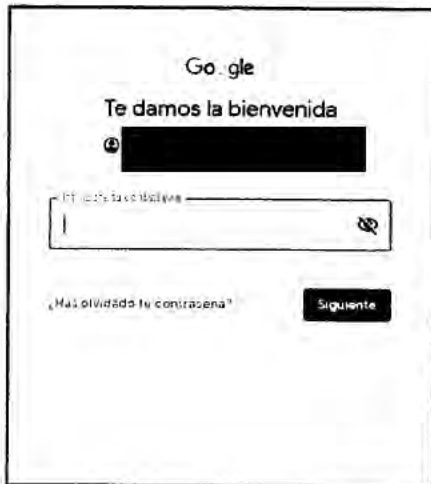 Go.gle
Te damos la bienvenida
¿Has olvidado tu contraseña?
Siguiente